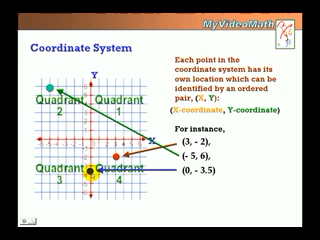 MyVideoMath
Coordinate System
Each point in the
coordinate system has its
own location which can be
identified by an ordered
pair, (X, Y):
(X-coordinate, Y-coordinate)
For instance,
(3, - 2),
(- 5, 6),
(0, - 3.5)
Y
X
Quadrant
2
Quadrant
1
Quadrant
3
Quadrant
4